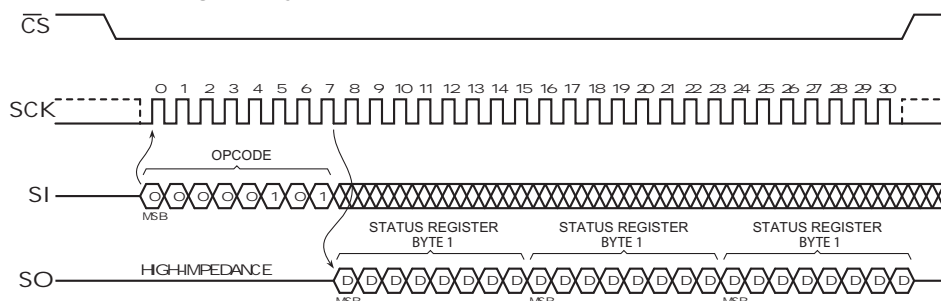 CS
0 1 2 3 4 5 6 7 8 9 10 11 12 13 14 15 16 17 18 19 20 21 22 23 24 25 26 27 28 29 30
SCK
OPCODE
SI 0 0 0 0 0 1 0 1
MSB
STATUS REGISTER BYTE 1
STATUS REGISTER BYTE 1
STATUS REGISTER BYTE 1
HIGH-IMPEDANCE
SO D D D D D D D D D D D D D D D D D D D D D D D D
MSB MSB MSB